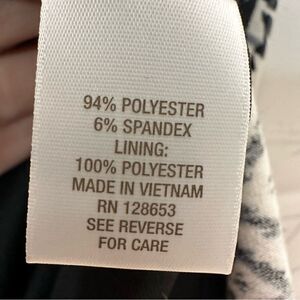 94% POLYESTER
6% SPANDEX
LINING:
100% POLYESTER
MADE IN VIETNAM
RN 128653
SEE REVERSE
FOR CARE